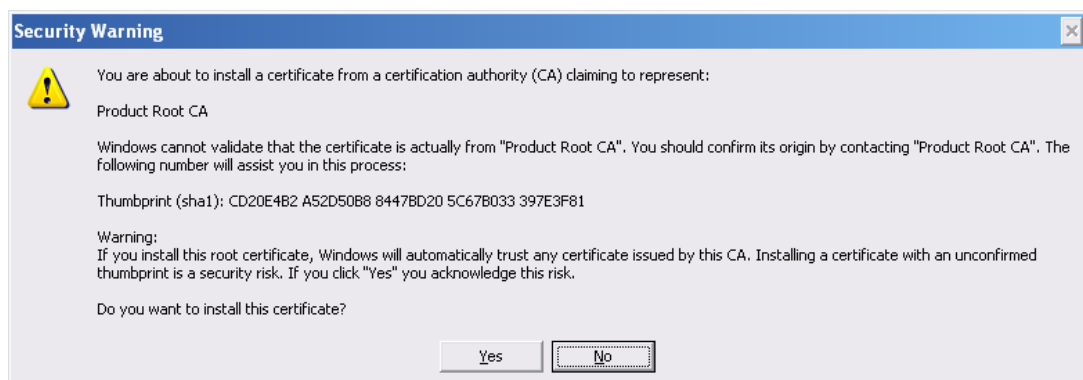 Security Warning
You are about to install a certificate from a certification authority (CA) claiming to represent:
Product Root CA
Windows cannot validate that the certificate is actually from "Product Root CA". You should confirm its origin by contacting "Product Root CA". The
following number will assist you in this process:
Thumbprint (sha1): CD20E4B2 A52D50B8 8447BD20 5C67B033 397E3F81
Warning:
If you install this root certificate, Windows will automatically trust any certificate issued by this CA. Installing a certificate with an unconfirmed
thumbprint is a security risk. If you click "Yes" you acknowledge this risk.
Do you want to install this certificate?
Yes No